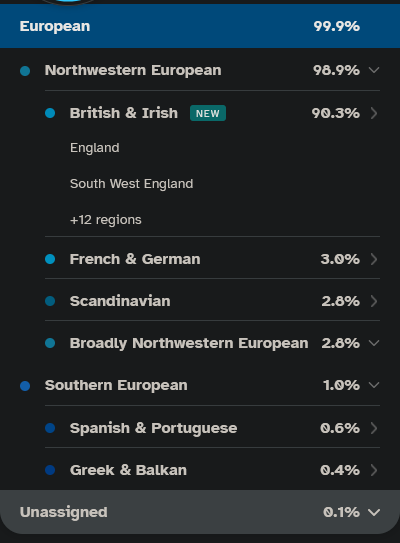 European 99.9%
Northwestern European 98.9%
British & Irish NEW 90.3%
England
South West England
+12 regions
French & German 3.0%
Scandinavian 2.8%
Broadly Northwestern European 2.8%
Southern European 1.0%
Spanish & Portuguese 0.6%
Greek & Balkan 0.4%
Unassigned 0.1%